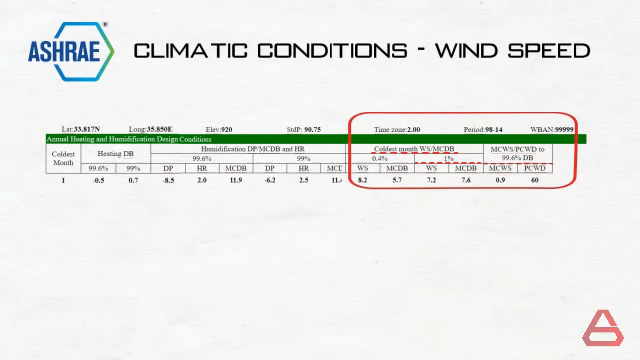 ASHRAE
CLIMATIC CONDITIONS - WIND SPEED
Lat:33.817N Long:35.850E Elev:920 StdP: 90.75 Time zone:2.00 Period:98-14 WBAN:99999
Annual Heating and Humidification Design Conditions
Coldest Month Heating DB Humidification DP/MCDB and HR Coldest month WS/MCDB MCWS/PCWD to 99.6% DB
99.6% 99% 0.4% 1%
99.6% 99% DP HR MCDB DP HR WS MCDB WS MCDB MCWS PCWD
1 -0.5 0.7 -8.5 2.0 11.9 -6.2 2.5 8.2 5.7 7.2 7.6 0.9 60